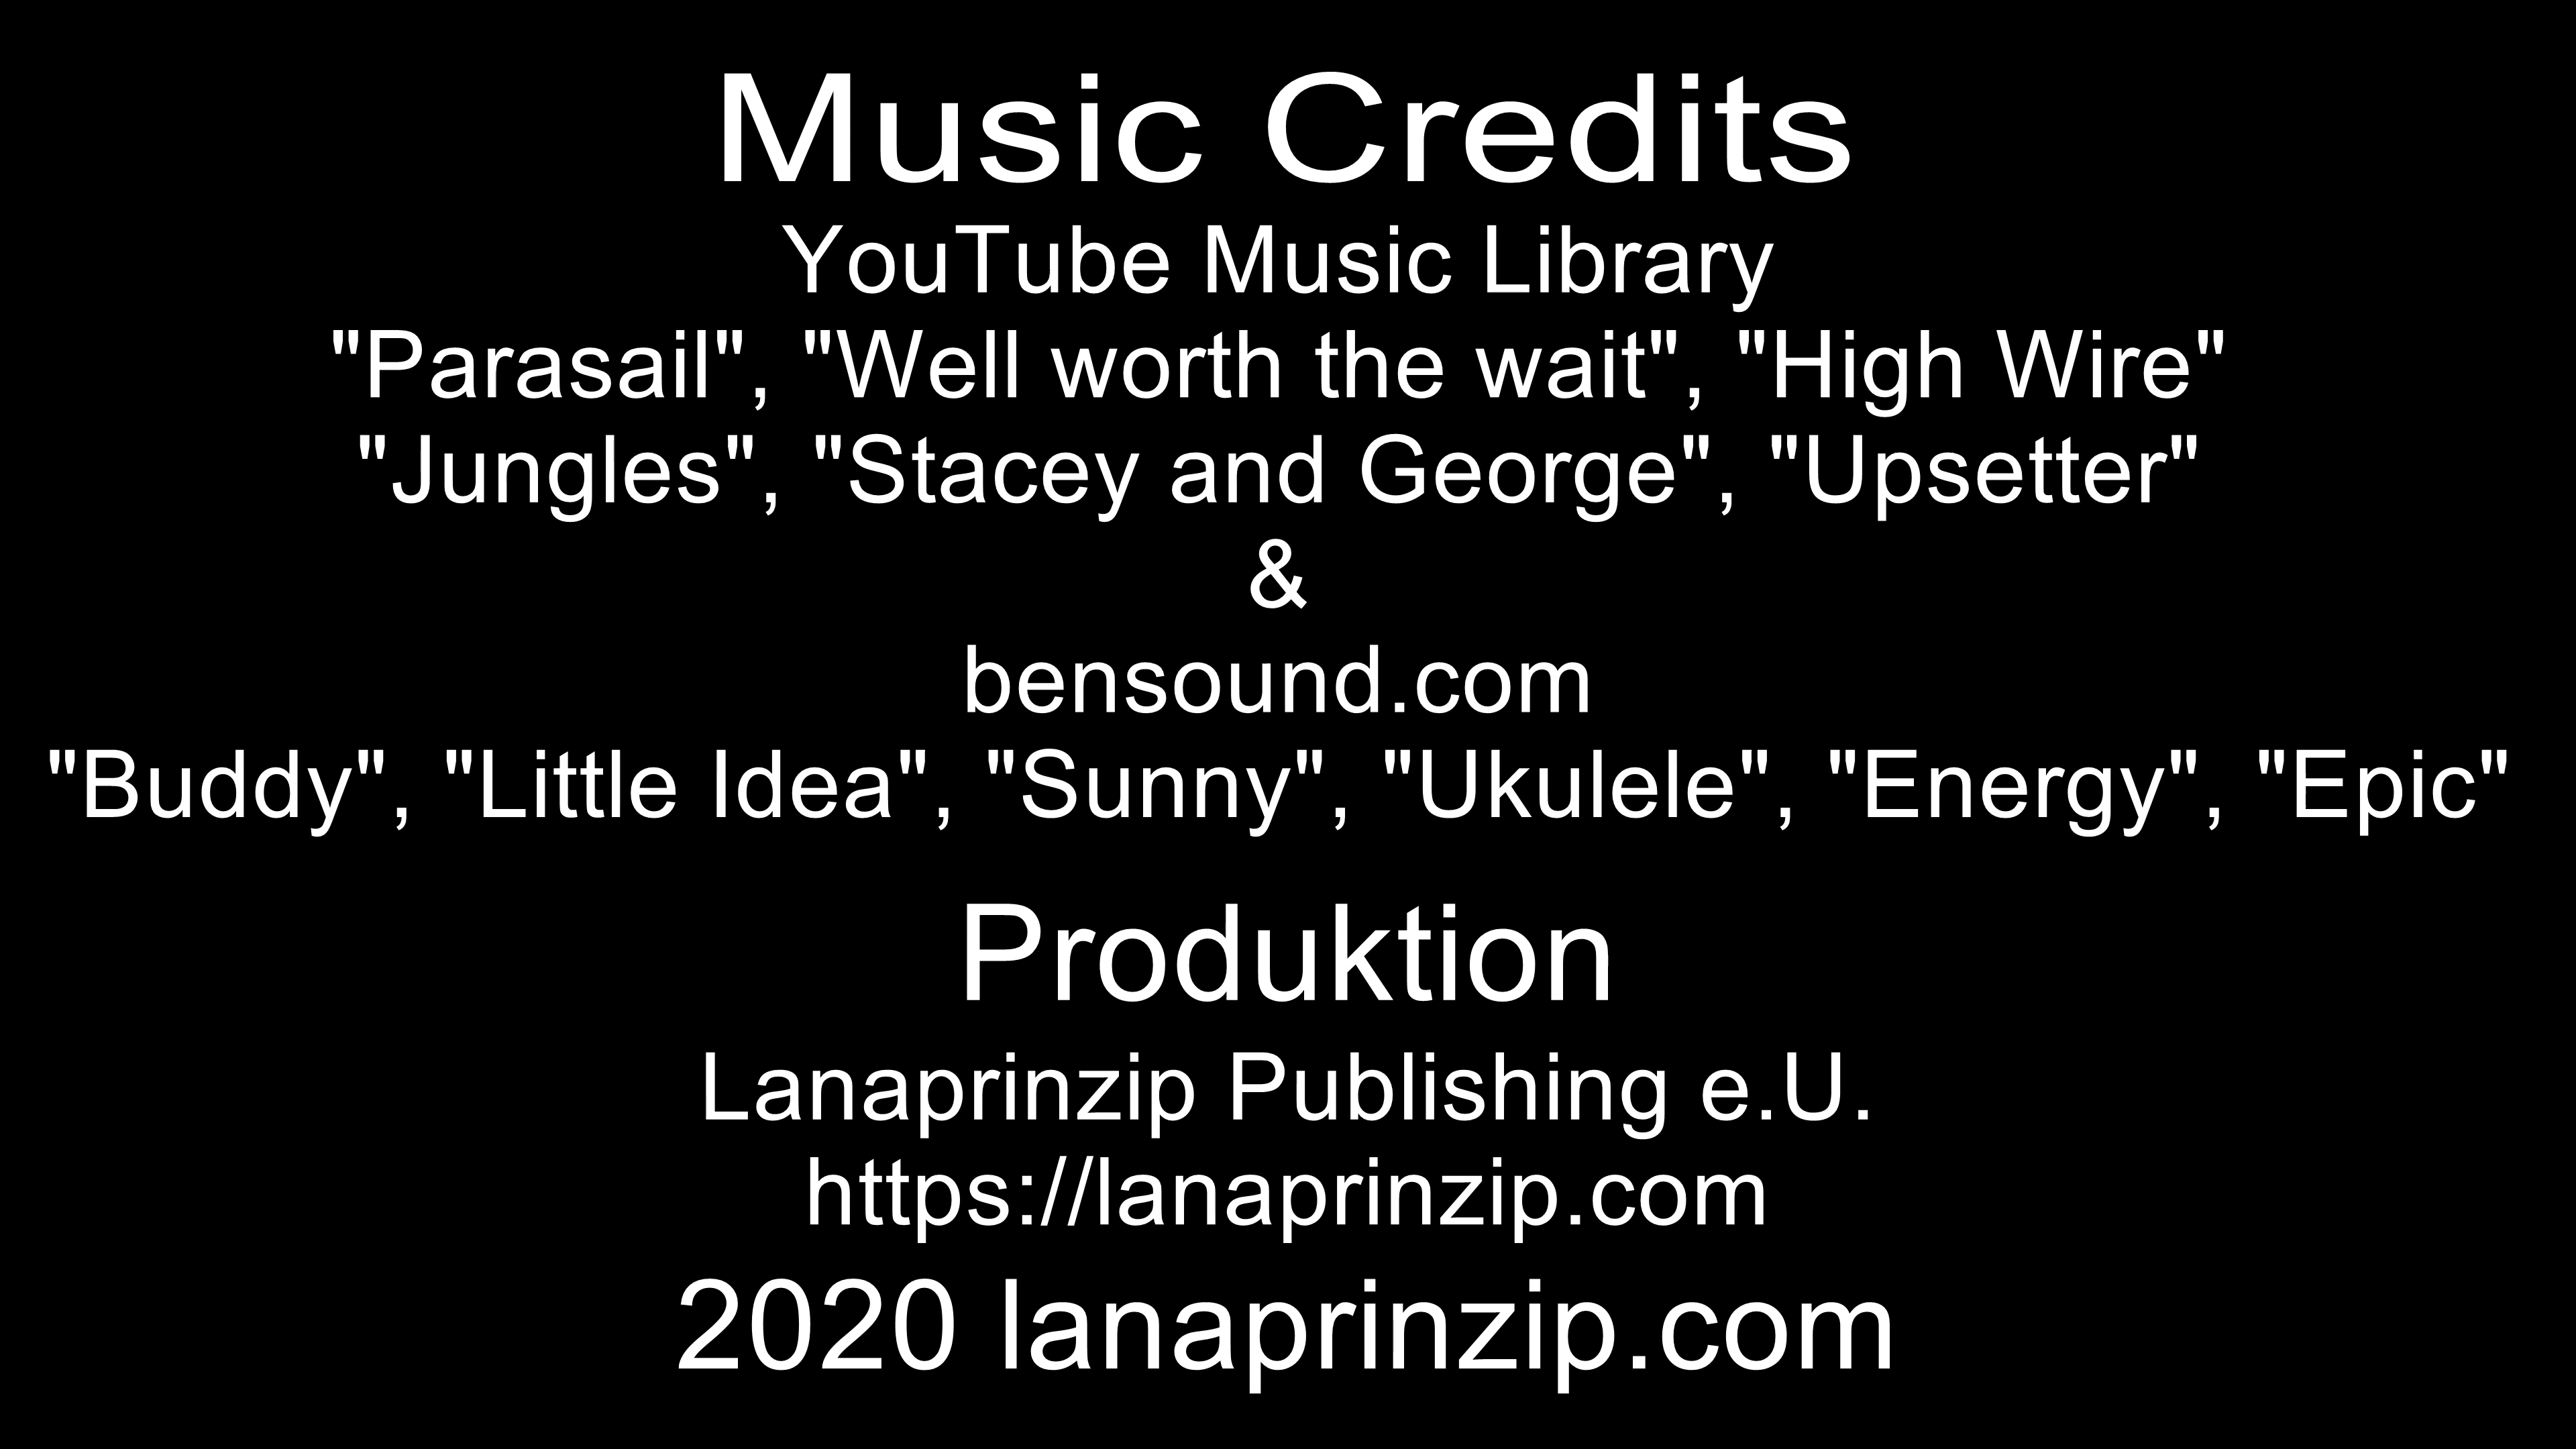 Music Credits
YouTube Music Library
"Parasail", "Well worth the wait", "High Wire"
"Jungles", "Stacey and George", "Upsetter"
&
bensound.com
"Buddy", "Little Idea", "Sunny", "Ukulele", "Energy", "Epic"
Produktion
Lanaprinzip Publishing e.U.
https://lanaprinzip.com
2020 lanaprinzip.com